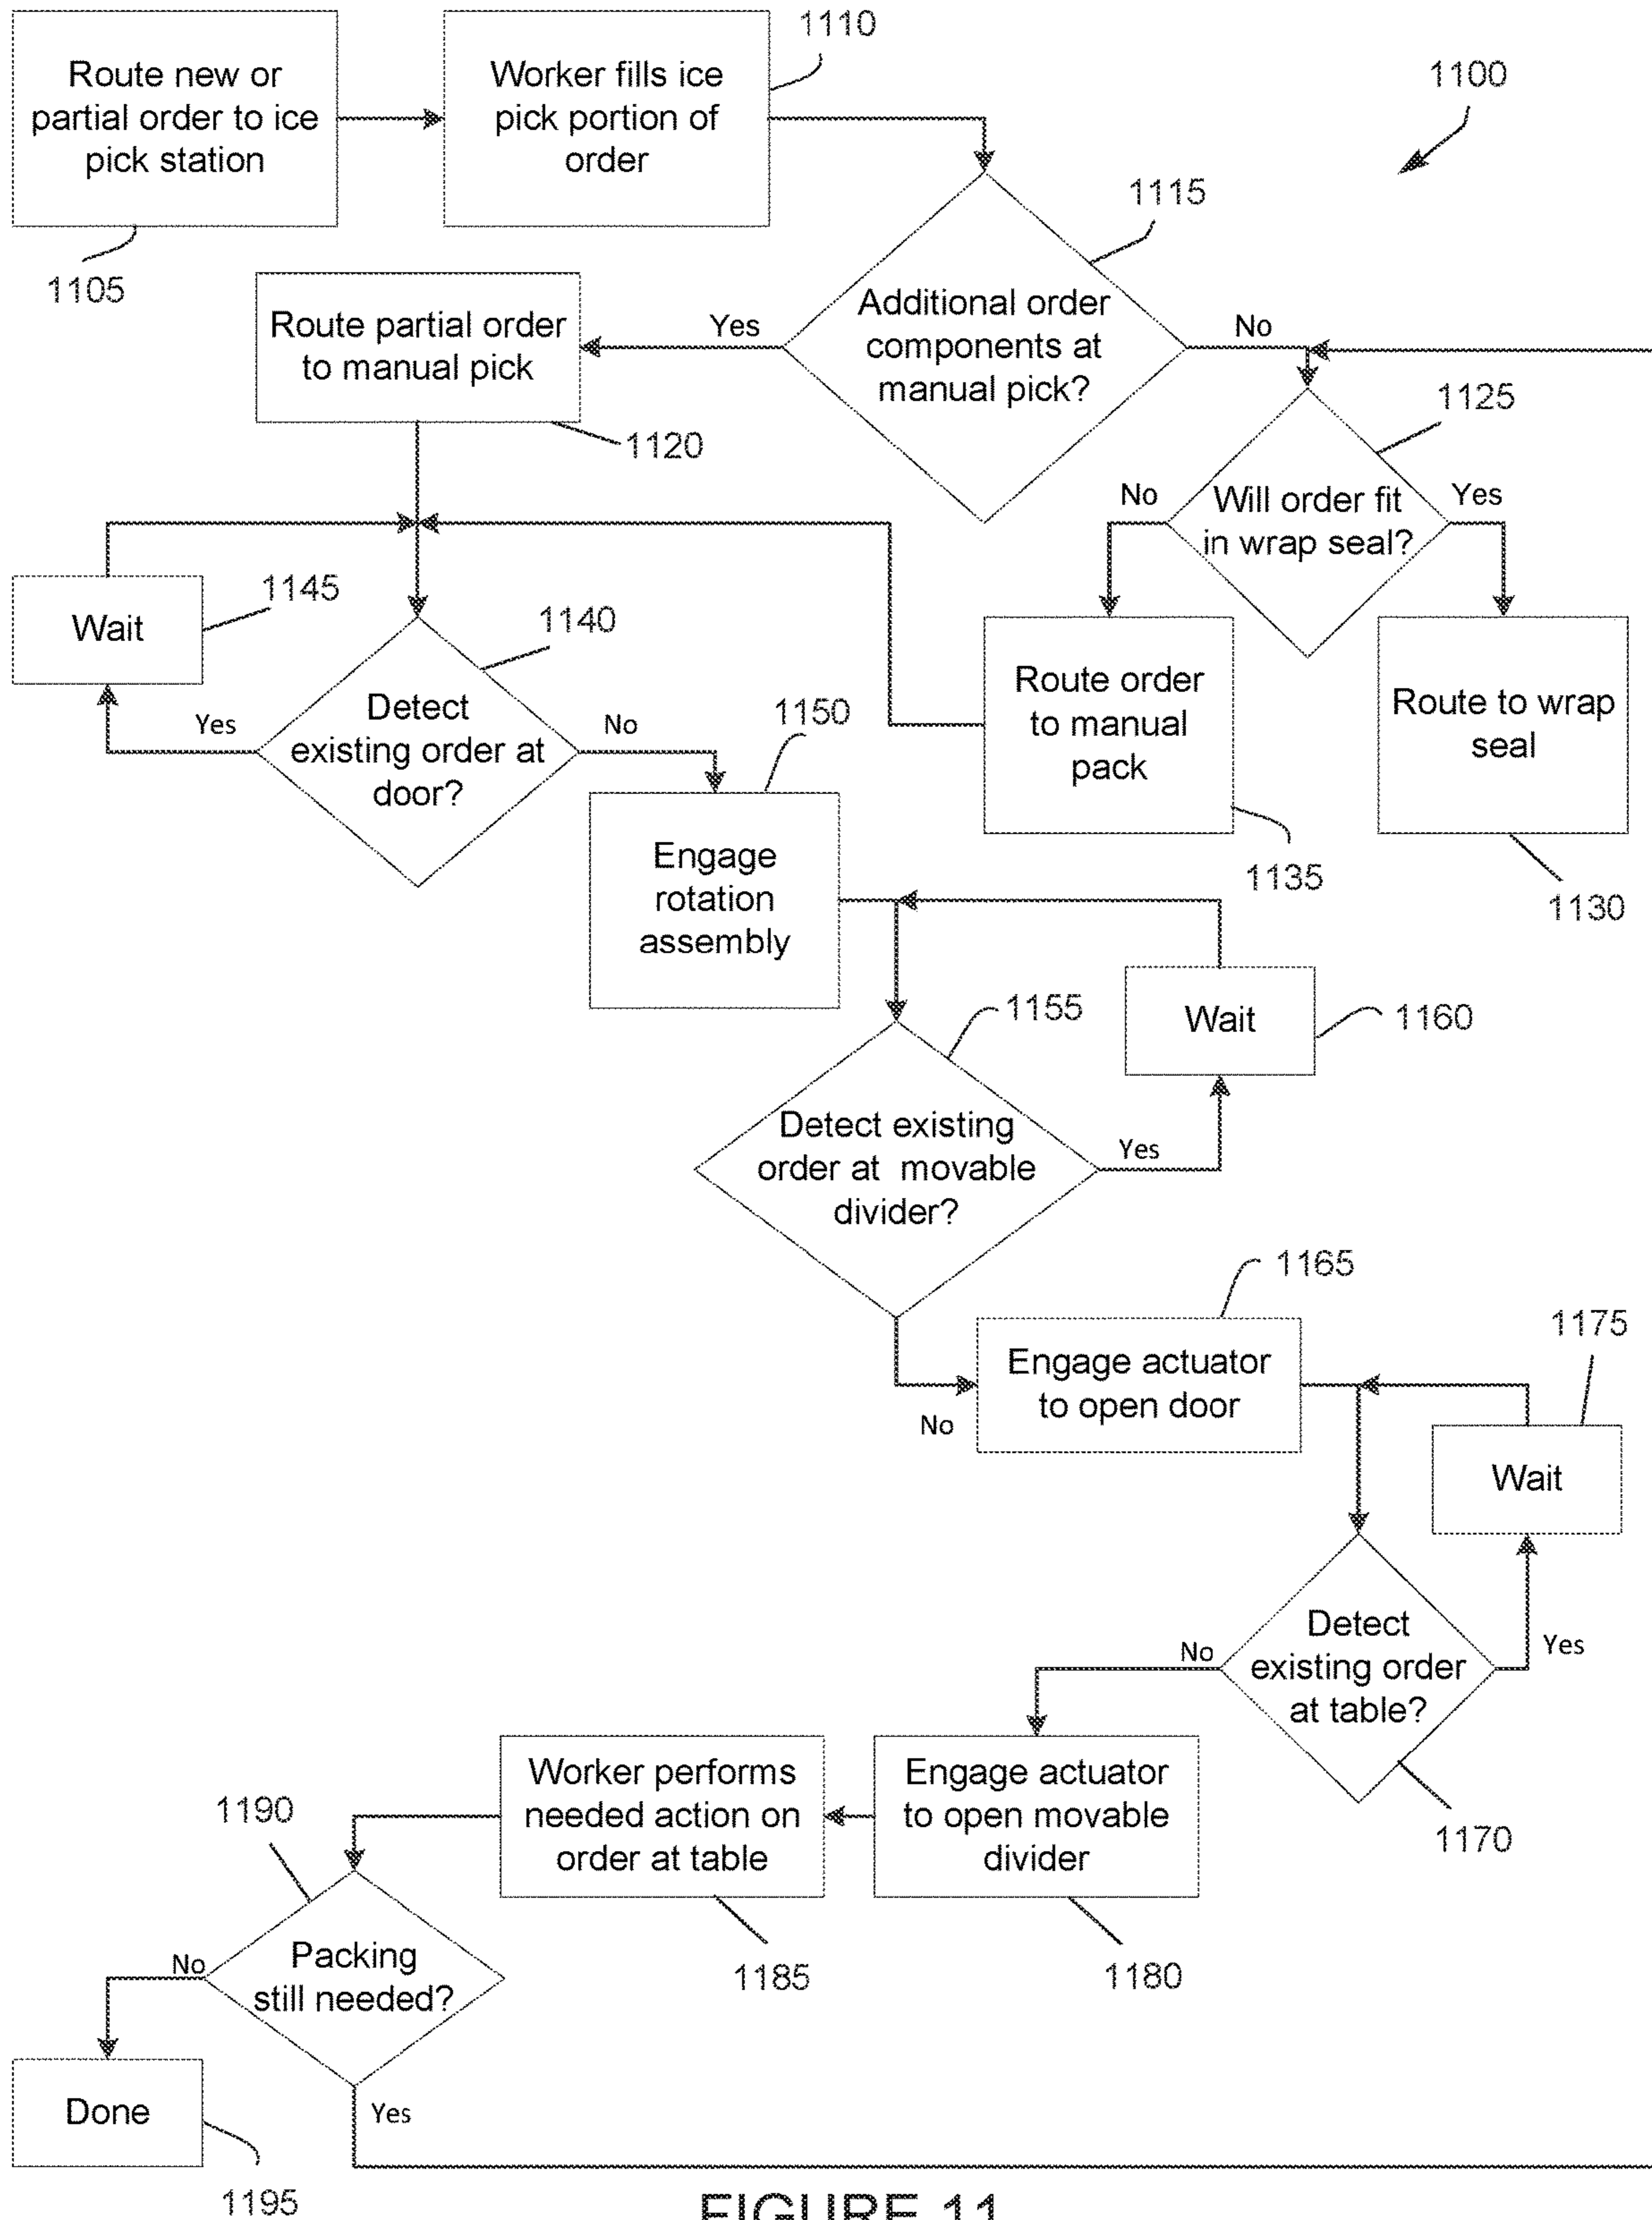 Route new or
partial order to ice
pick station
1105
Worker fills ice
pick portion of
order
1110
1100
Additional order
components at
manual pick?
1115
Yes
No
Route partial order
to manual pick
1120
Will order fit
in wrap seal?
1125
No
Yes
Wait
1145
Detect
existing order at
door?
1140
Yes
No
Route order
to manual
pack
1135
Route to wrap
seal
1130
Engage
rotation
assembly
1150
Wait
1160
Detect existing
order at movable
divider?
1155
Yes
No
Engage actuator
to open door
1165
Wait
1175
Detect
existing order
at table?
1170
No
Yes
Engage actuator
to open movable
divider
1180
Worker performs
needed action on
order at table
1185
Packing
still needed?
1190
No
Yes
Done
1195
FIGURE 11